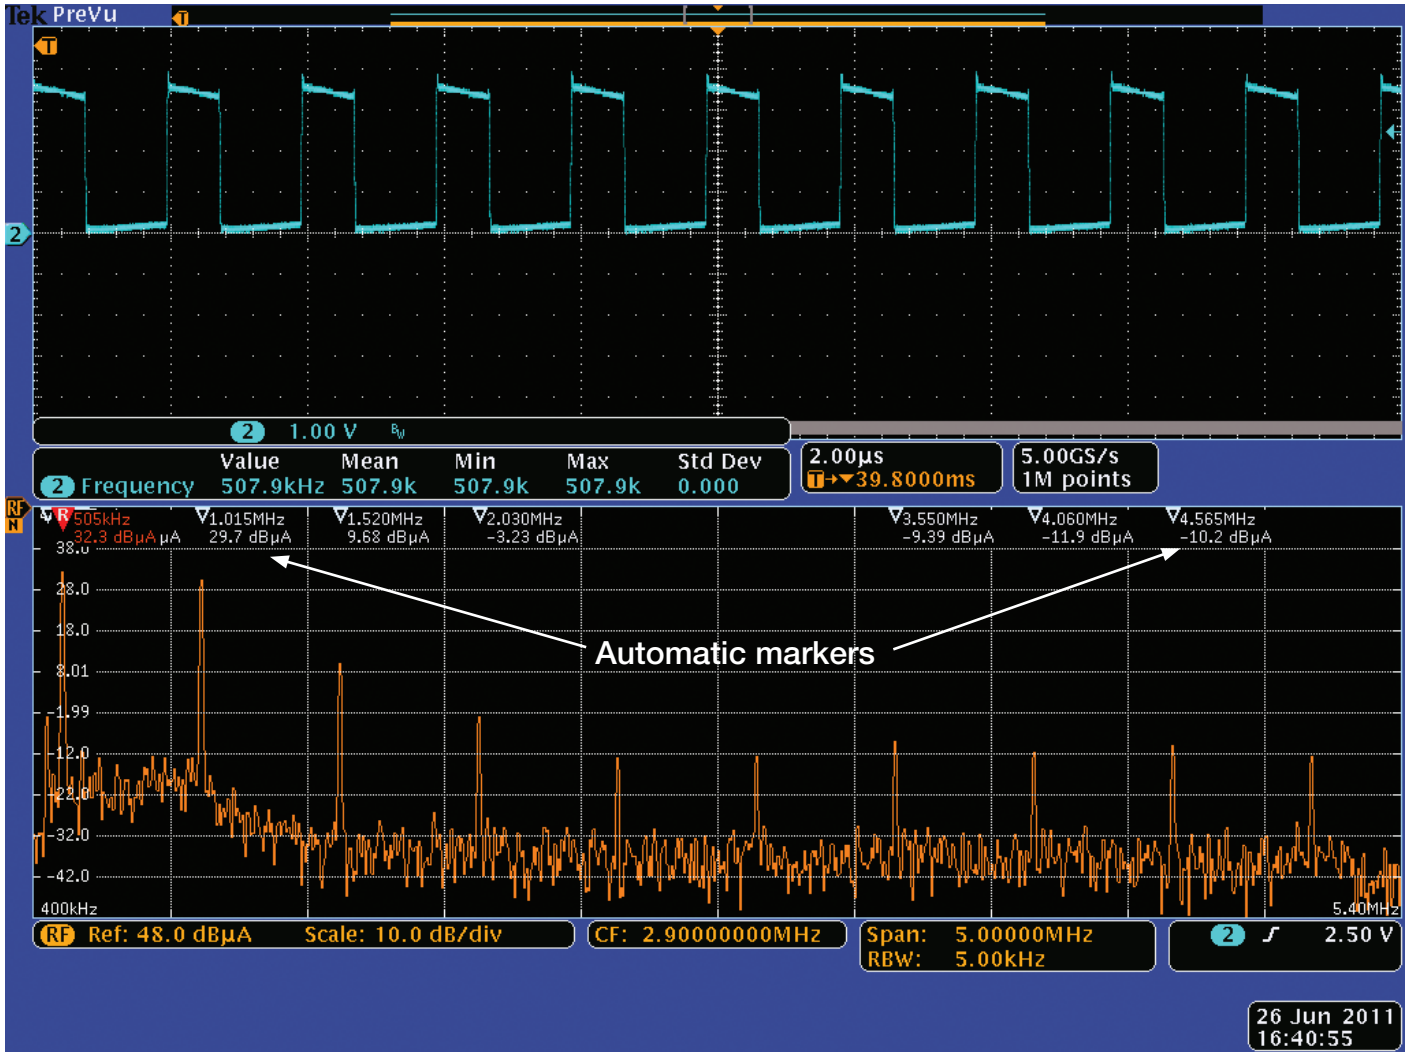 Tek PreVu
T
T
2
2 1.00 V BW
Value Mean Min Max Std Dev
2 Frequency 507.9kHz 507.9k 507.9k 507.9k 0.000
2.00µs
T→▼39.8000ms
5.00GS/s
1M points
RF
N
R 505kHz 1.015MHz 1.520MHz 2.030MHz 3.550MHz 4.060MHz 4.565MHz
32.3 dBµA µA 29.7 dBµA 9.68 dBµA -3.23 dBµA -9.39 dBµA -11.9 dBµA -10.2 dBµA
38.0
28.0
18.0
Automatic markers
8.01
-1.99
-12.0
-22.0
-32.0
-42.0
400kHz 5.40MHz
RF Ref: 48.0 dBµA Scale: 10.0 dB/div
CF: 2.90000000MHz
Span: 5.00000MHz
RBW: 5.00kHz
2 2.50 V
26 Jun 2011
16:40:55